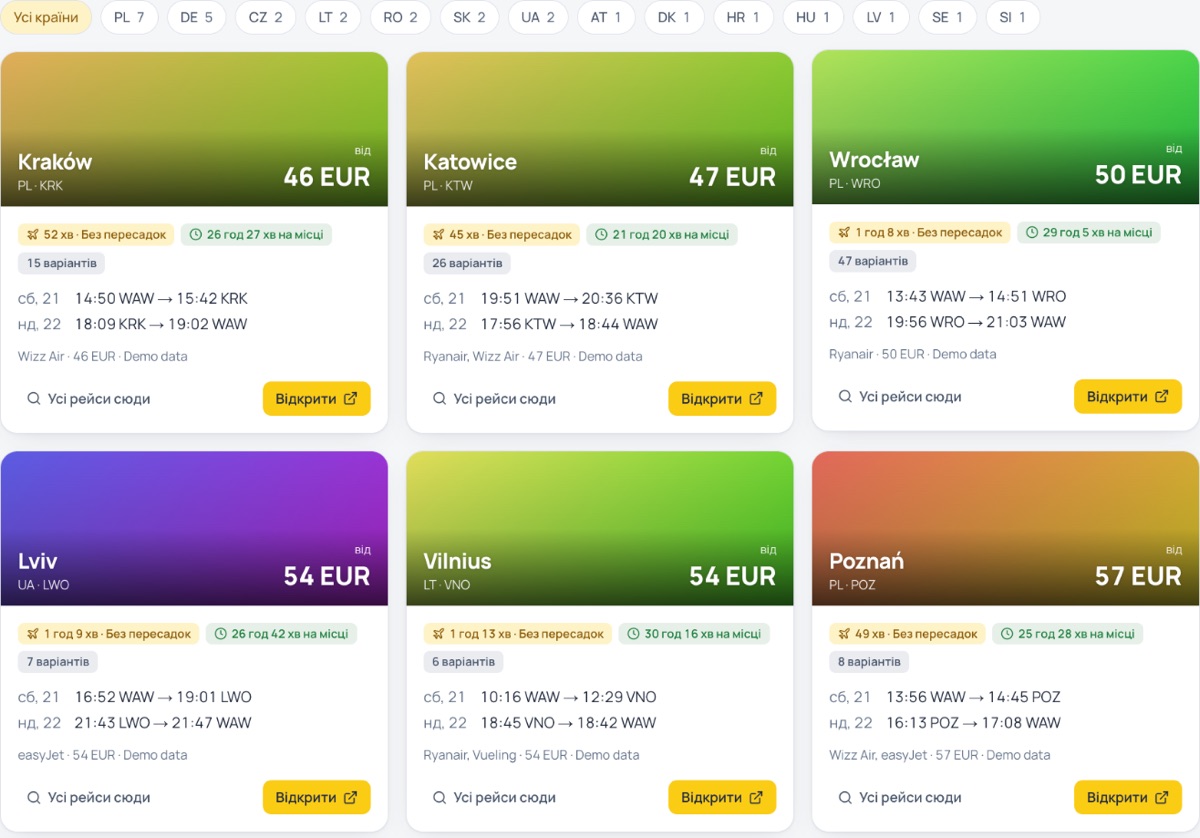 Усі країни PL 7 DE 5 CZ 2 LT 2 RO 2 SK 2 UA 2 AT 1 DK 1 HR 1 HU 1 LV 1 SE 1 SI 1
Kraków
PL · KRK
від
46 EUR
52 хв · Без пересадок 26 год 27 хв на місці
15 варіантів
сб, 21 14:50 WAW → 15:42 KRK
нд, 22 18:09 KRK → 19:02 WAW
Wizz Air · 46 EUR · Demo data
Усі рейси сюди Відкрити
Katowice
PL · KTW
від
47 EUR
45 хв · Без пересадок 21 год 20 хв на місці
26 варіантів
сб, 21 19:51 WAW → 20:36 KTW
нд, 22 17:56 KTW → 18:44 WAW
Ryanair, Wizz Air · 47 EUR · Demo data
Усі рейси сюди Відкрити
Wrocław
PL · WRO
від
50 EUR
1 год 8 хв · Без пересадок 29 год 5 хв на місці
47 варіантів
сб, 21 13:43 WAW → 14:51 WRO
нд, 22 19:56 WRO → 21:03 WAW
Ryanair · 50 EUR · Demo data
Усі рейси сюди Відкрити
Lviv
UA · LWO
від
54 EUR
1 год 9 хв · Без пересадок 26 год 42 хв на місці
7 варіантів
сб, 21 16:52 WAW → 19:01 LWO
нд, 22 21:43 LWO → 21:47 WAW
easyJet · 54 EUR · Demo data
Усі рейси сюди Відкрити
Vilnius
LT · VNO
від
54 EUR
1 год 13 хв · Без пересадок 30 год 16 хв на місці
6 варіантів
сб, 21 10:16 WAW → 12:29 VNO
нд, 22 18:45 VNO → 18:42 WAW
Ryanair, Vueling · 54 EUR · Demo data
Усі рейси сюди Відкрити
Poznań
PL · POZ
від
57 EUR
49 хв · Без пересадок 25 год 28 хв на місці
8 варіантів
сб, 21 13:56 WAW → 14:45 POZ
нд, 22 16:13 POZ → 17:08 WAW
Wizz Air, easyJet · 57 EUR · Demo data
Усі рейси сюди Відкрити